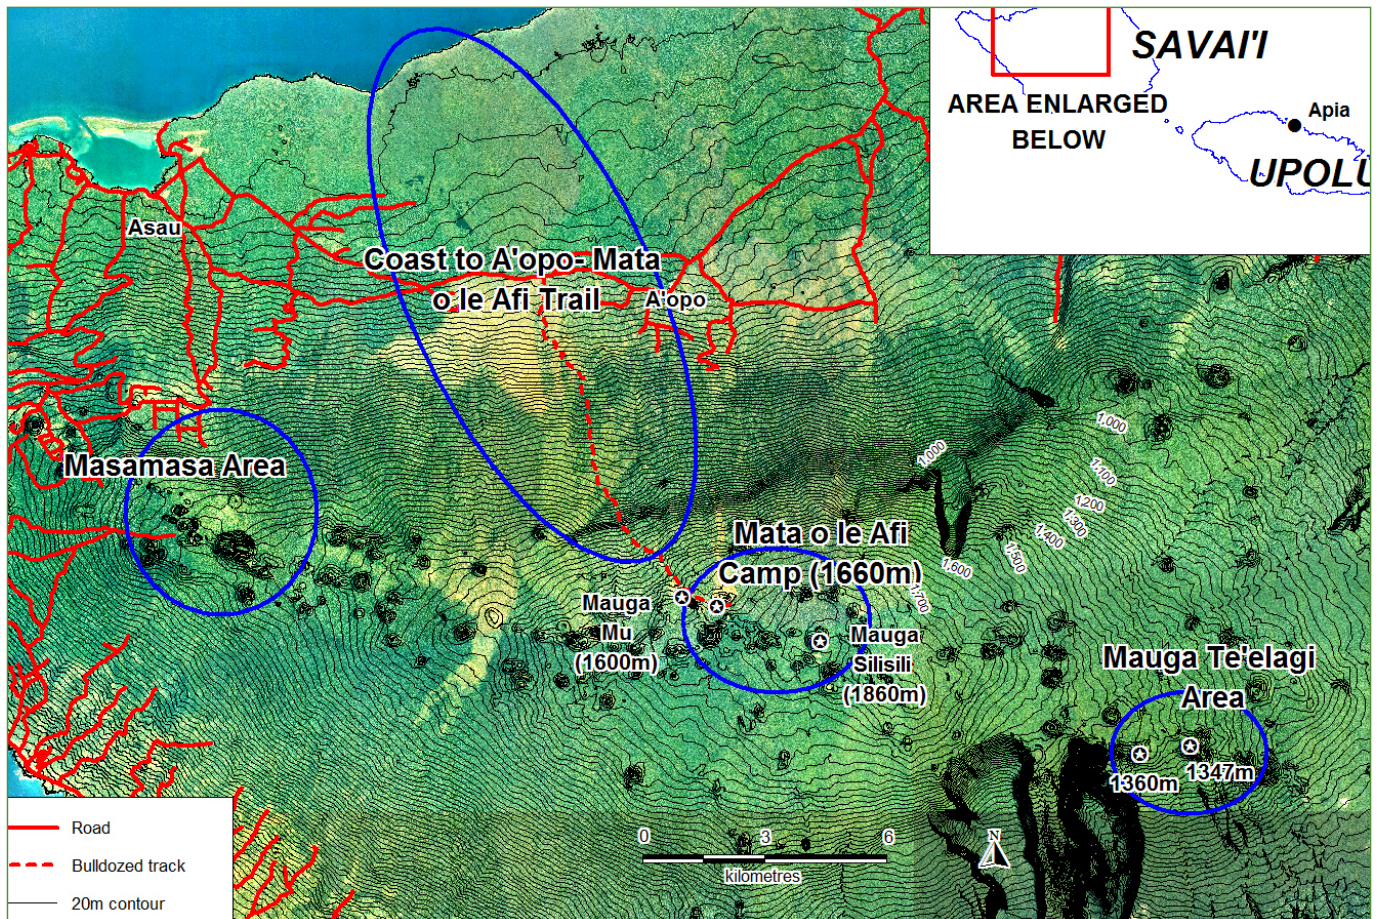 SAVAI'I
AREA ENLARGED
BELOW
Apia
UPOLU
Asau
Coast to A'opo- Mata
o le Afi Trail
A'opo
Masamasa Area
1,000
1,000
1,100
1,200
1,300
1,400
1,500
1,600
1,700
Mata o le Afi
Camp (1660m)
Mauga
Mu
(1600m)
Mauga
Silisili
(1860m)
Mauga Te'elagi
Area
1360m
1347m
Road
Bulldozed track
20m contour
0 3 6
kilometres
N